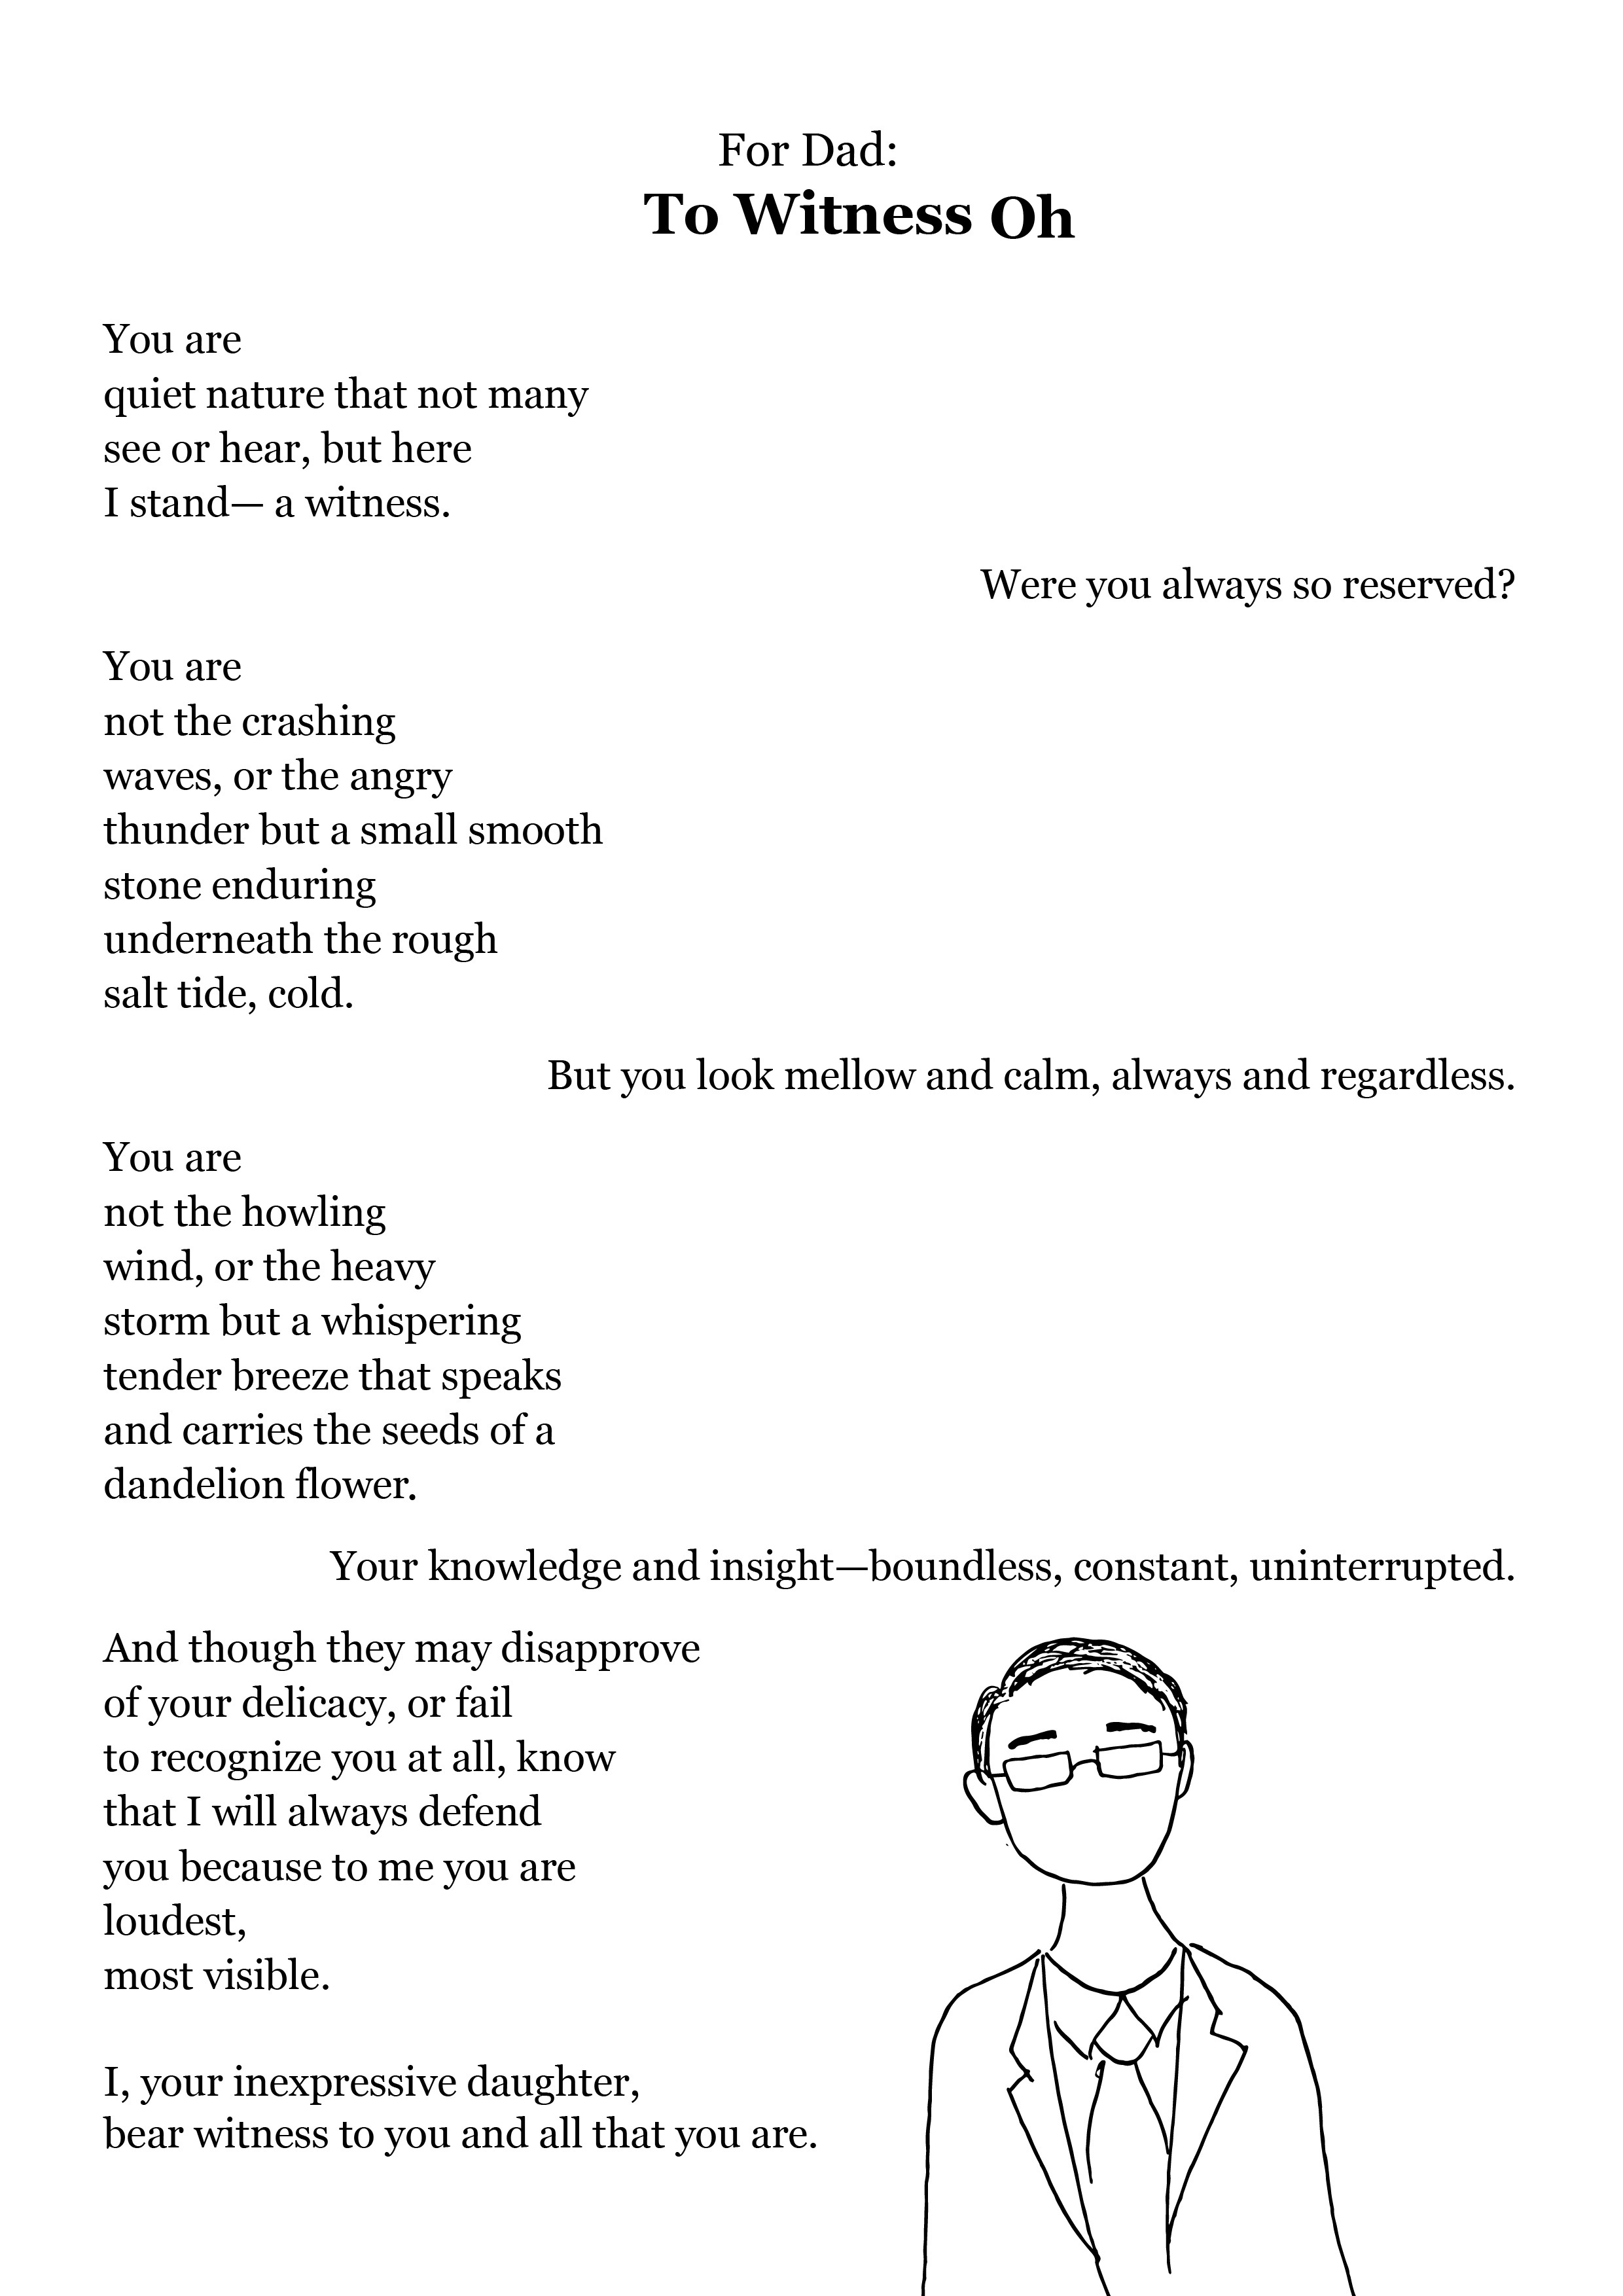 For Dad:
To Witness Oh
You are
quiet nature that not many
see or hear, but here
I stand— a witness.
Were you always so reserved?
You are
not the crashing
waves, or the angry
thunder but a small smooth
stone enduring
underneath the rough
salt tide, cold.
But you look mellow and calm, always and regardless.
You are
not the howling
wind, or the heavy
storm but a whispering
tender breeze that speaks
and carries the seeds of a
dandelion flower.
Your knowledge and insight—boundless, constant, uninterrupted.
And though they may disapprove
of your delicacy, or fail
to recognize you at all, know
that I will always defend
you because to me you are
loudest,
most visible.
I, your inexpressive daughter,
bear witness to you and all that you are.